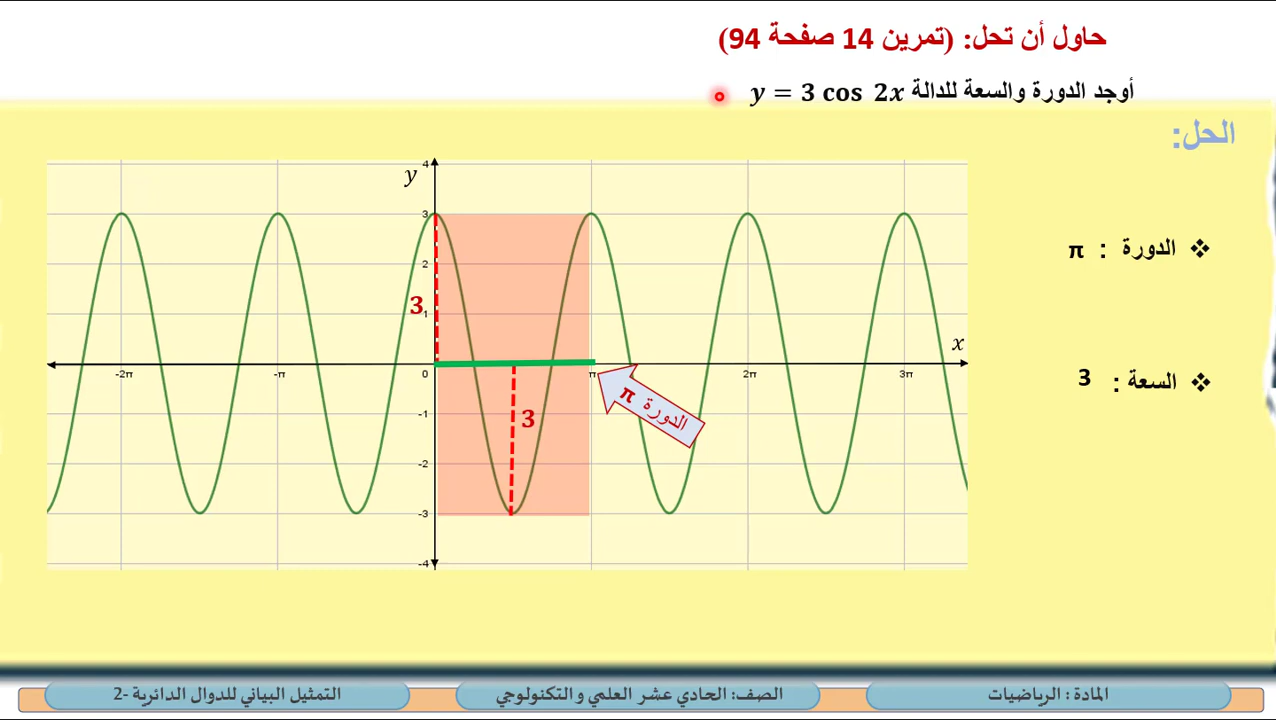 حاول أن تحل: (تمرين 14 صفحة 94)
أوجد الدورة والسعة للدالة y = 3 cos 2x
الحل:
❖ الدورة : π
❖ السعة : 3
y
x
4
3
2
1
0
-1
-2
-3
-4
-2π
-π
π
2π
3π
3
3
الدورة π
المادة : الرياضيات
الصف: الحادي عشر العلمي والتكنولوجي
التمثيل البياني للدوال الدائرية -2